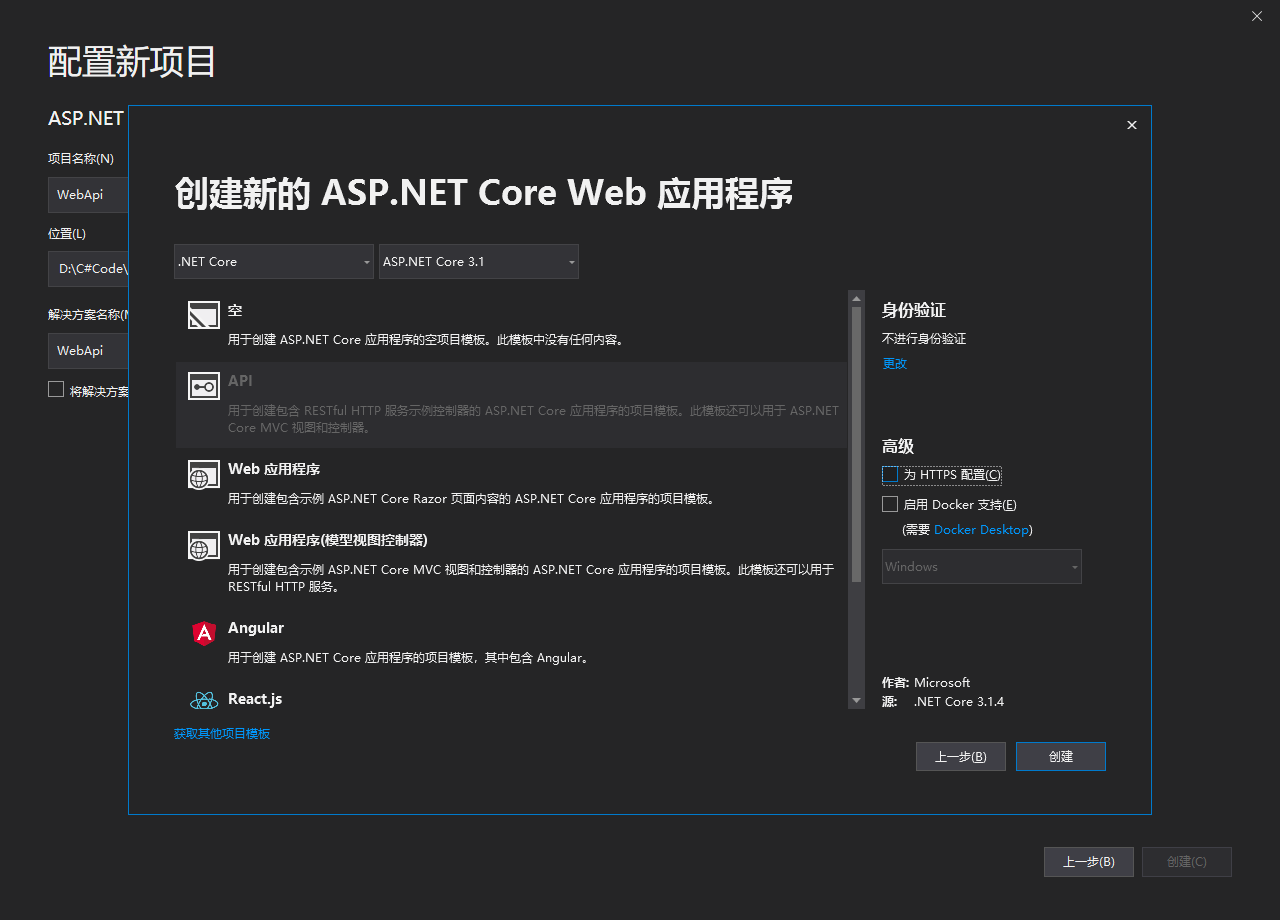 配置新项目
ASP.NET
项目名称(N)
WebApi
位置(L)
D:\C#Code\
解决方案名称(
WebApi
将解决方案
创建新的 ASP.NET Core Web 应用程序
.NET Core
ASP.NET Core 3.1
空
用于创建 ASP.NET Core 应用程序的空项目模板。此模板中没有任何内容。
API
用于创建包含 RESTful HTTP 服务示例控制器的 ASP.NET Core 应用程序的项目模板。此模板还可以用于 ASP.NET
Core MVC 视图和控制器。
Web 应用程序
用于创建包含示例 ASP.NET Core Razor 页面内容的 ASP.NET Core 应用程序的项目模板。
Web 应用程序(模型视图控制器)
用于创建包含示例 ASP.NET Core MVC 视图和控制器的 ASP.NET Core 应用程序的项目模板。此模板还可以用于
RESTful HTTP 服务。
Angular
用于创建 ASP.NET Core 应用程序的项目模板，其中包含 Angular。
React.js
获取其他项目模板
身份验证
不进行身份验证
更改
高级
为 HTTPS 配置(C)
启用 Docker 支持(E)
(需要 Docker Desktop)
Windows
作者: Microsoft
源: .NET Core 3.1.4
上一步(B)
创建
上一步(B)
创建(C)